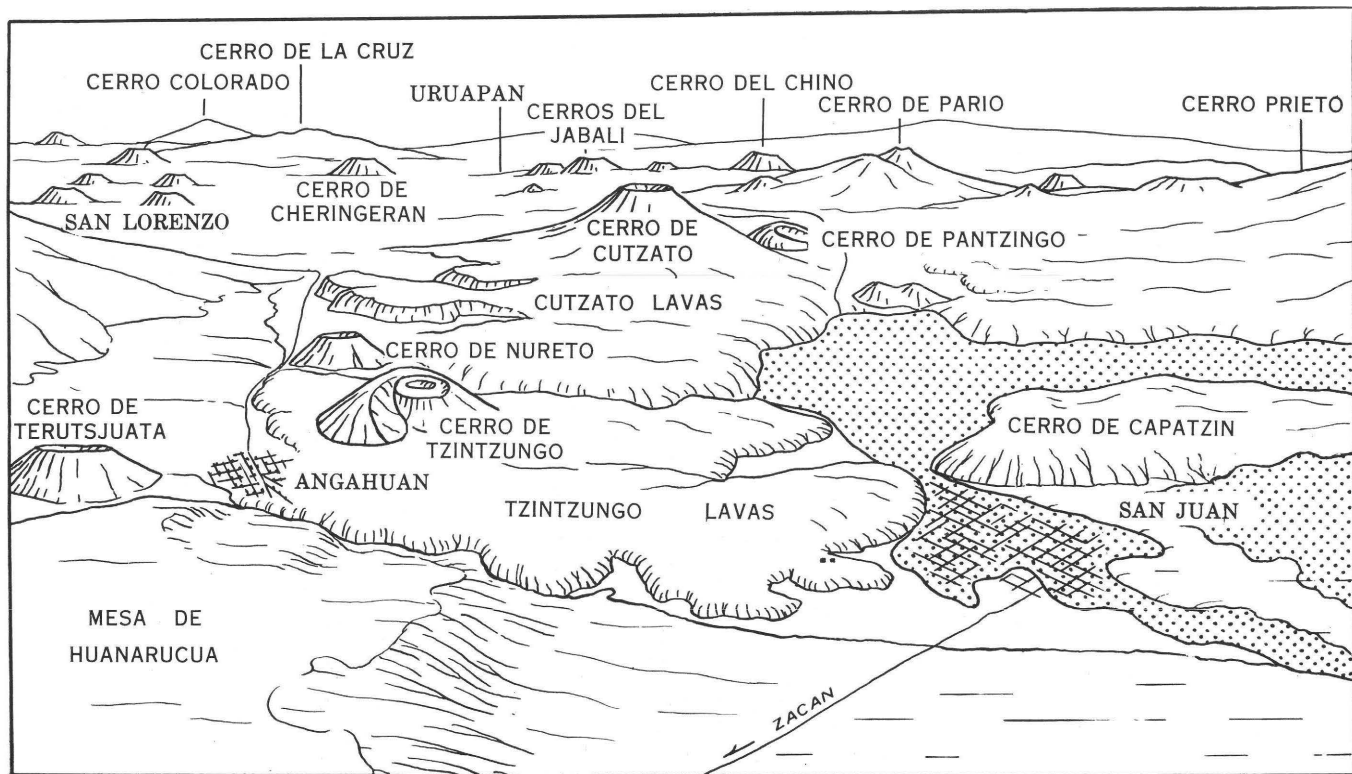 CERRO DE LA CRUZ
CERRO COLORADO
URUAPAN
CERROS DEL
JABALI
CERRO DEL CHINO
CERRO DE PARIO
CERRO PRIETO
CERRO DE
CHERINGERAN
SAN LORENZO
CERRO DE
CUTZATO
CERRO DE PANTZINGO
CUTZATO LAVAS
CERRO DE NURETO
CERRO DE
TERUTSJUATA
CERRO DE
TZINTZUNGO
CERRO DE CAPATZIN
ANGAHUAN
TZINTZUNGO LAVAS
SAN JUAN
MESA DE
HUANARUCUA
ZACAN